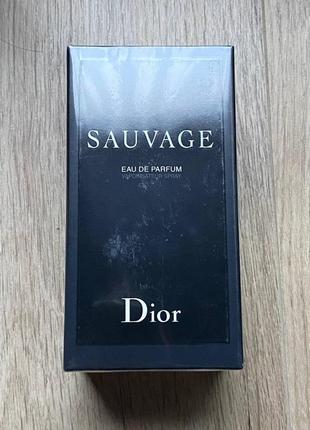 SAUVAGE
EAU DE PARFUM
VAPORISATEUR SPRAY
Dior